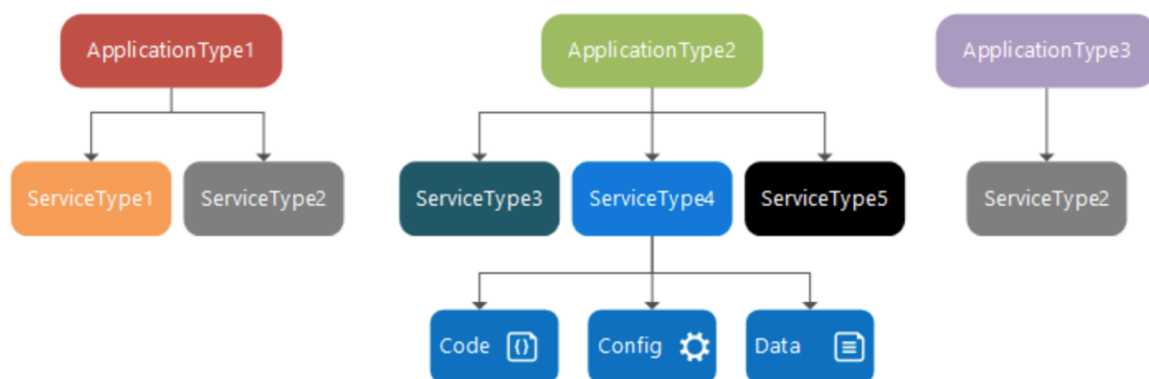 ApplicationType1
ApplicationType2
ApplicationType3
ServiceType1
ServiceType2
ServiceType3
ServiceType4
ServiceType5
ServiceType2
Code
Config
Data